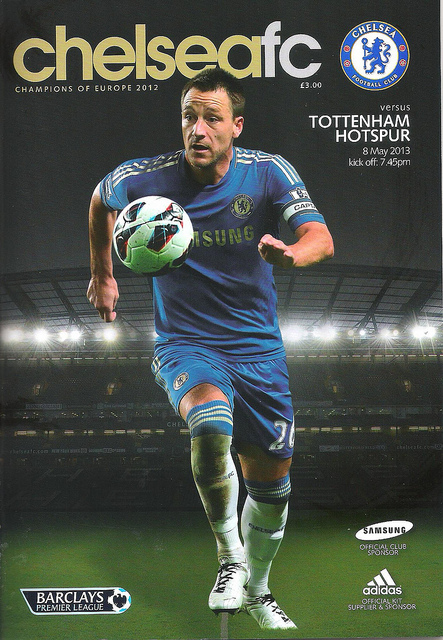 chelseafc
CHAMPIONS OF EUROPE 2012
£3.00
CHELSEA
FOOTBALL CLUB
versus
TOTTENHAM
HOTSPUR
8 May 2013
kick off: 7.45pm
CAPT
SUNG
26
SAMSUNG
OFFICIAL CLUB
SPONSOR
adidas
OFFICIAL KIT
SUPPLIER & SPONSOR
BARCLAYS
PREMIER LEAGUE